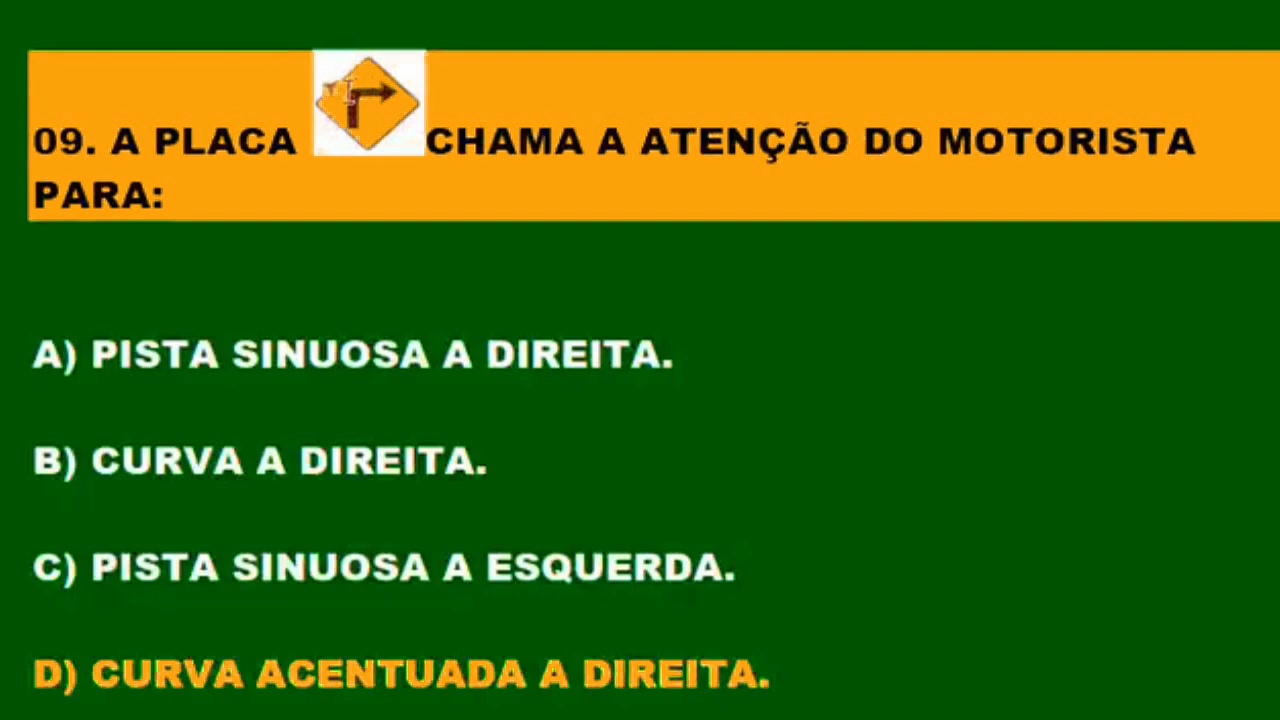 09. A PLACA CHAMA A ATENÇÃO DO MOTORISTA
PARA:
A) PISTA SINUOSA A DIREITA.
B) CURVA A DIREITA.
C) PISTA SINUOSA A ESQUERDA.
D) CURVA ACENTUADA A DIREITA.